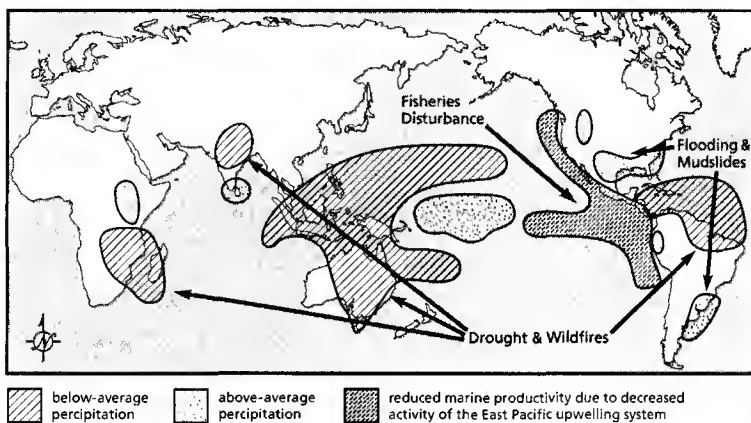 Fisheries
Disturbance
Flooding &
Mudslides
Drought & Wildfires
N
below-average
percipitation
above-average
percipitation
reduced marine productivity due to decreased
activity of the East Pacific upwelling system